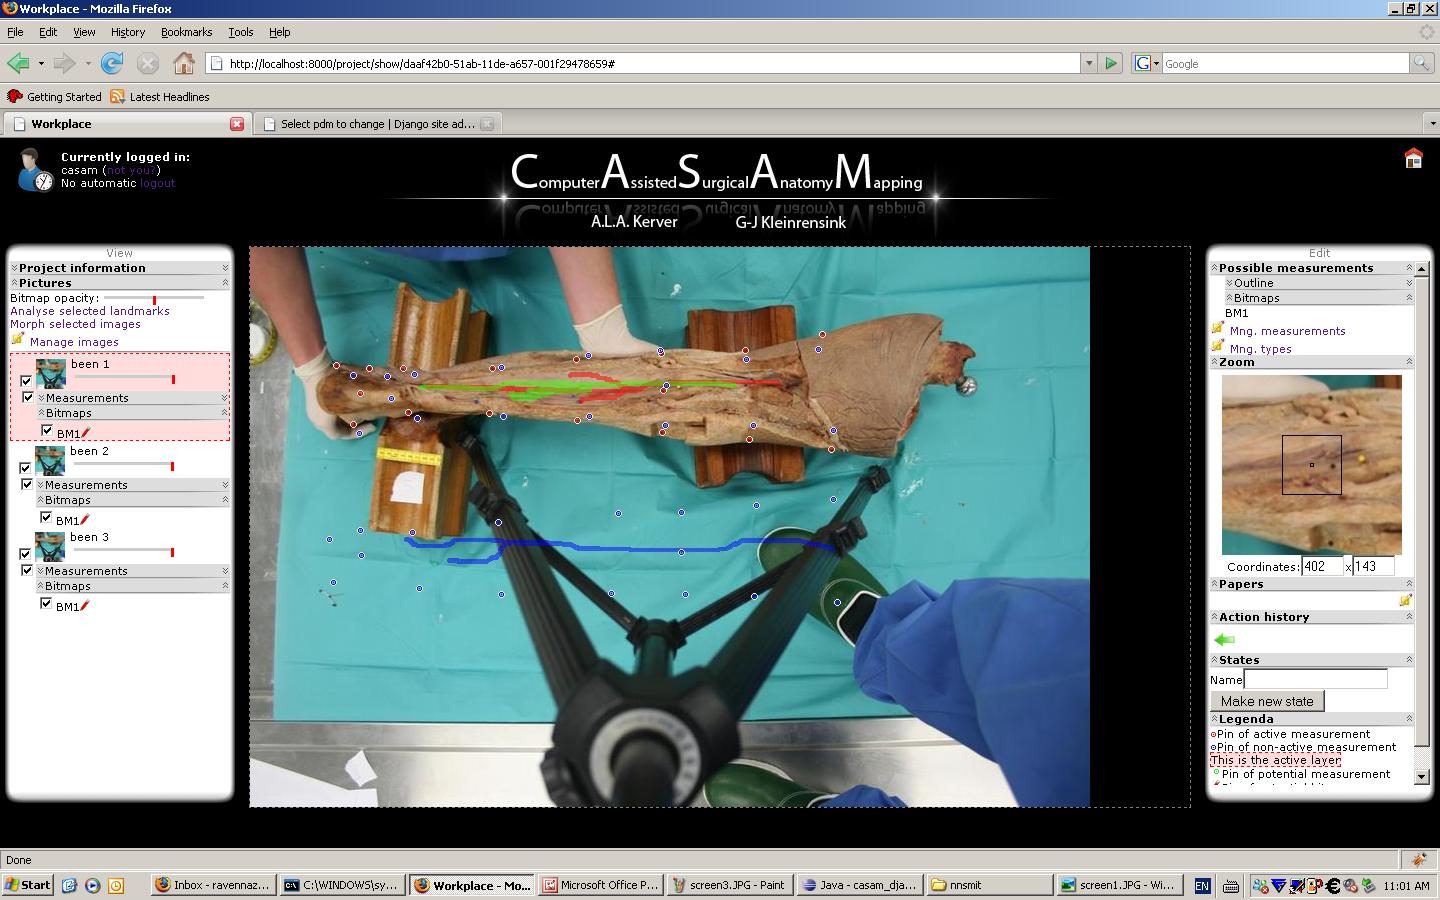 Workplace - Mozilla Firefox
File Edit View History Bookmarks Tools Help
http://localhost:8000/project/show/daaf42b0-51ab-11de-a657-001f29478659#
Google
Getting Started Latest Headlines
Workplace
Select pdm to change | Django site ad...
Currently logged in:
casam (not you?)
No automatic logout
Computer Assisted Surgical Anatomy Mapping
A.L.A. Kerver G-J Kleinrensink
View
Project information
Pictures
Bitmap opacity:
Analyse selected landmarks
Morph selected images
Manage images
been 1
Measurements
Bitmaps
BM1
been 2
Measurements
Bitmaps
BM1
been 3
Measurements
Bitmaps
BM1
Edit
Possible measurements
Outline
Bitmaps
BM1
Mng. measurements
Mng. types
Zoom
Coordinates: 402 x 143
Papers
Action history
States
Name
Make new state
Legenda
Pin of active measurement
Pin of non-active measurement
This is the active layer
Pin of potential measurement
Done
Start
Inbox - ravennaz...
C:\WINDOWS\sy...
Workplace - Mo...
Microsoft Office P...
screen3.JPG - Paint
Java - casam_dja...
nnsmit
screen1.JPG - Wi...
EN
11:01 AM